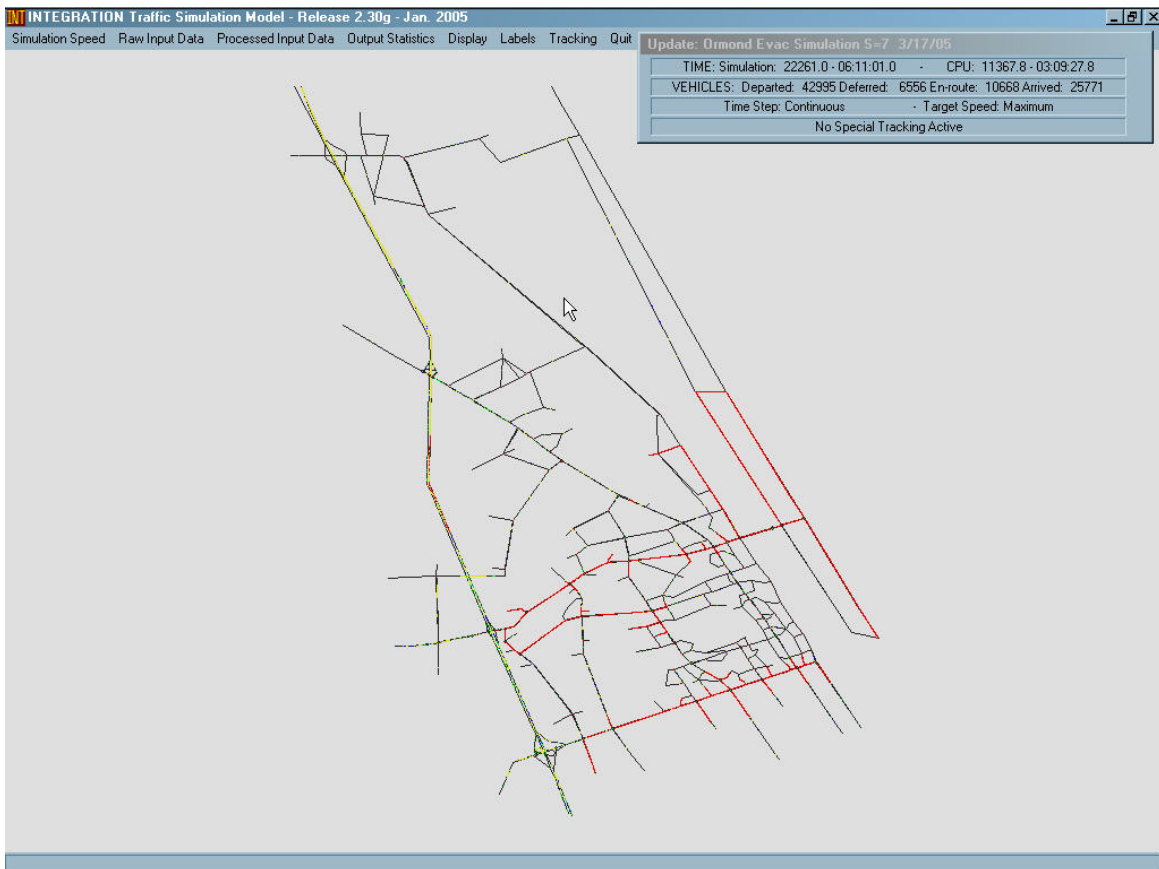 INT INTEGRATION Traffic Simulation Model - Release 2.30g - Jan. 2005
Simulation Speed Raw Input Data Processed Input Data Output Statistics Display Labels Tracking Quit
Update: Ormond Evac Simulation S=7 3/17/05
TIME: Simulation: 22261.0 - 06:11:01.0 - CPU: 11367.8 - 03:09:27.8
VEHICLES: Departed: 42995 Deferred: 6556 En-route: 10668 Arrived: 25771
Time Step: Continuous - Target Speed: Maximum
No Special Tracking Active